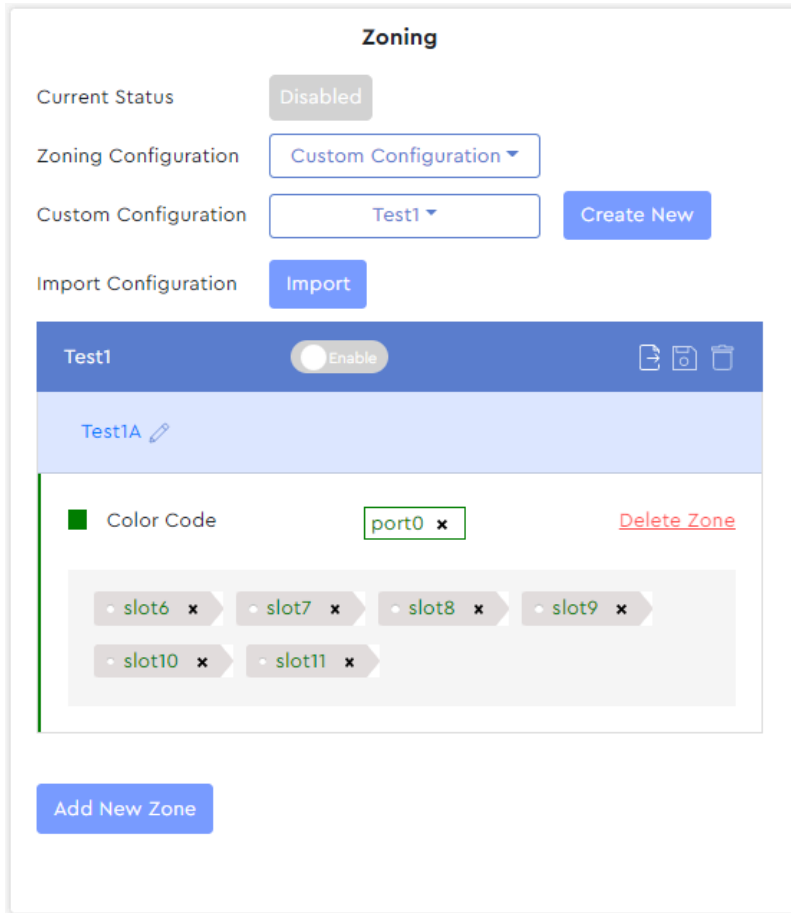 Zoning
Current Status Disabled
Zoning Configuration Custom Configuration
Custom Configuration Test1 Create New
Import Configuration Import
Test1 Enable
Test1A
Color Code port0 × Delete Zone
slot6 × slot7 × slot8 × slot9 ×
slot10 × slot11 ×
Add New Zone